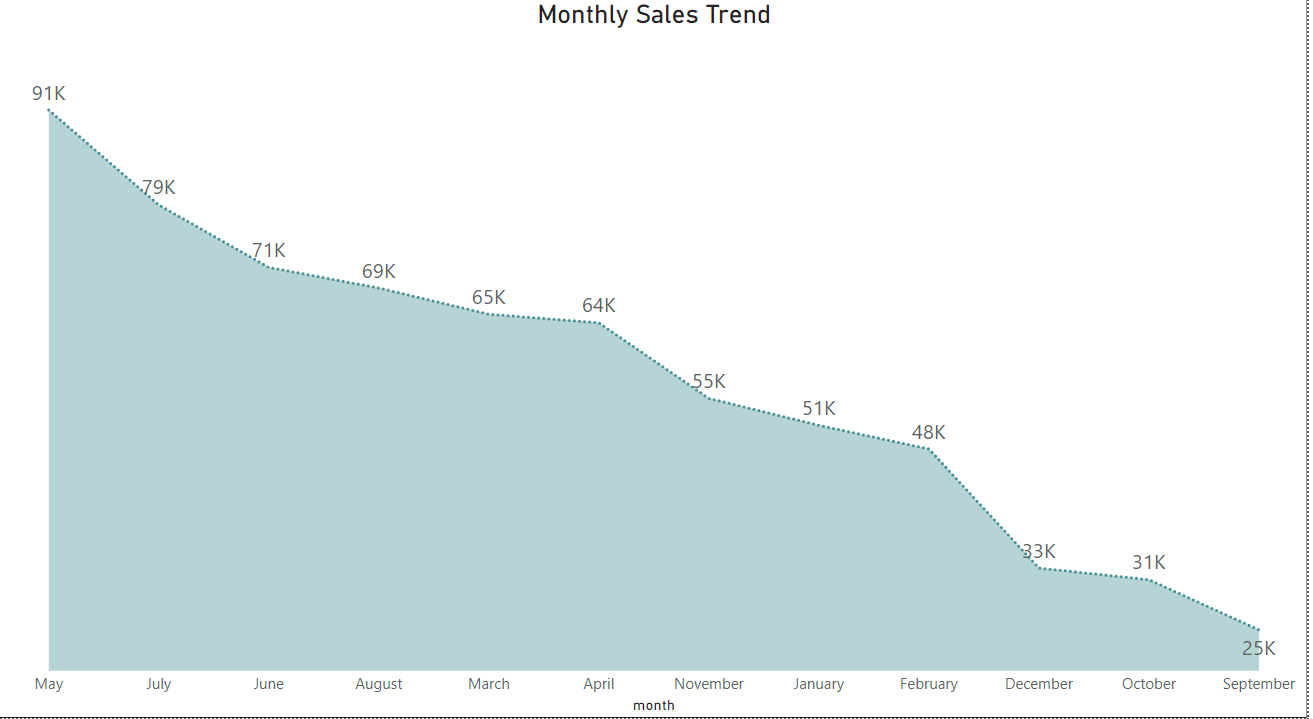 Monthly Sales Trend
91K
79K
71K
69K
65K
64K
55K
51K
48K
33K
31K
25K
May July June August March April November January February December October September
month